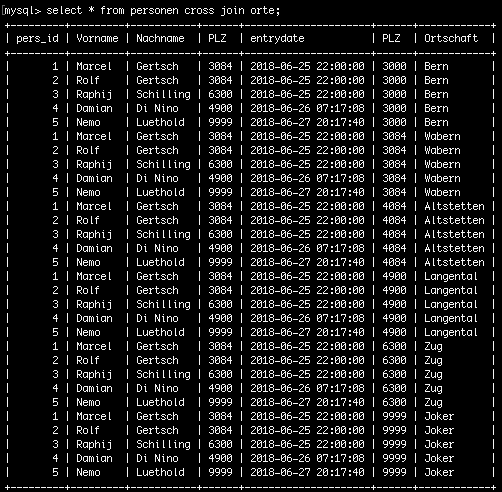 mysql> select * from personen cross join orte;
+---------+---------+-----------+------+---------------------+------+------------+
| pers_id | Vorname | Nachname  | PLZ  | entrydate           | PLZ  | Ortschaft  |
+---------+---------+-----------+------+---------------------+------+------------+
|       1 | Marcel  | Gertsch   | 3084 | 2018-06-25 22:00:00 | 3000 | Bern       |
|       2 | Rolf    | Gertsch   | 3084 | 2018-06-25 22:00:00 | 3000 | Bern       |
|       3 | Raphij  | Schilling | 6300 | 2018-06-25 22:00:00 | 3000 | Bern       |
|       4 | Damian  | Di Nino   | 4900 | 2018-06-26 07:17:08 | 3000 | Bern       |
|       5 | Nemo    | Luethold  | 9999 | 2018-06-27 20:17:40 | 3000 | Bern       |
|       1 | Marcel  | Gertsch   | 3084 | 2018-06-25 22:00:00 | 3084 | Wabern     |
|       2 | Rolf    | Gertsch   | 3084 | 2018-06-25 22:00:00 | 3084 | Wabern     |
|       3 | Raphij  | Schilling | 6300 | 2018-06-25 22:00:00 | 3084 | Wabern     |
|       4 | Damian  | Di Nino   | 4900 | 2018-06-26 07:17:08 | 3084 | Wabern     |
|       5 | Nemo    | Luethold  | 9999 | 2018-06-27 20:17:40 | 3084 | Wabern     |
|       1 | Marcel  | Gertsch   | 3084 | 2018-06-25 22:00:00 | 4084 | Altstetten |
|       2 | Rolf    | Gertsch   | 3084 | 2018-06-25 22:00:00 | 4084 | Altstetten |
|       3 | Raphij  | Schilling | 6300 | 2018-06-25 22:00:00 | 4084 | Altstetten |
|       4 | Damian  | Di Nino   | 4900 | 2018-06-26 07:17:08 | 4084 | Altstetten |
|       5 | Nemo    | Luethold  | 9999 | 2018-06-27 20:17:40 | 4084 | Altstetten |
|       1 | Marcel  | Gertsch   | 3084 | 2018-06-25 22:00:00 | 4900 | Langental  |
|       2 | Rolf    | Gertsch   | 3084 | 2018-06-25 22:00:00 | 4900 | Langental  |
|       3 | Raphij  | Schilling | 6300 | 2018-06-25 22:00:00 | 4900 | Langental  |
|       4 | Damian  | Di Nino   | 4900 | 2018-06-26 07:17:08 | 4900 | Langental  |
|       5 | Nemo    | Luethold  | 9999 | 2018-06-27 20:17:40 | 4900 | Langental  |
|       1 | Marcel  | Gertsch   | 3084 | 2018-06-25 22:00:00 | 6300 | Zug        |
|       2 | Rolf    | Gertsch   | 3084 | 2018-06-25 22:00:00 | 6300 | Zug        |
|       3 | Raphij  | Schilling | 6300 | 2018-06-25 22:00:00 | 6300 | Zug        |
|       4 | Damian  | Di Nino   | 4900 | 2018-06-26 07:17:08 | 6300 | Zug        |
|       5 | Nemo    | Luethold  | 9999 | 2018-06-27 20:17:40 | 6300 | Zug        |
|       1 | Marcel  | Gertsch   | 3084 | 2018-06-25 22:00:00 | 9999 | Joker      |
|       2 | Rolf    | Gertsch   | 3084 | 2018-06-25 22:00:00 | 9999 | Joker      |
|       3 | Raphij  | Schilling | 6300 | 2018-06-25 22:00:00 | 9999 | Joker      |
|       4 | Damian  | Di Nino   | 4900 | 2018-06-26 07:17:08 | 9999 | Joker      |
|       5 | Nemo    | Luethold  | 9999 | 2018-06-27 20:17:40 | 9999 | Joker      |
+---------+---------+-----------+------+---------------------+------+------------+